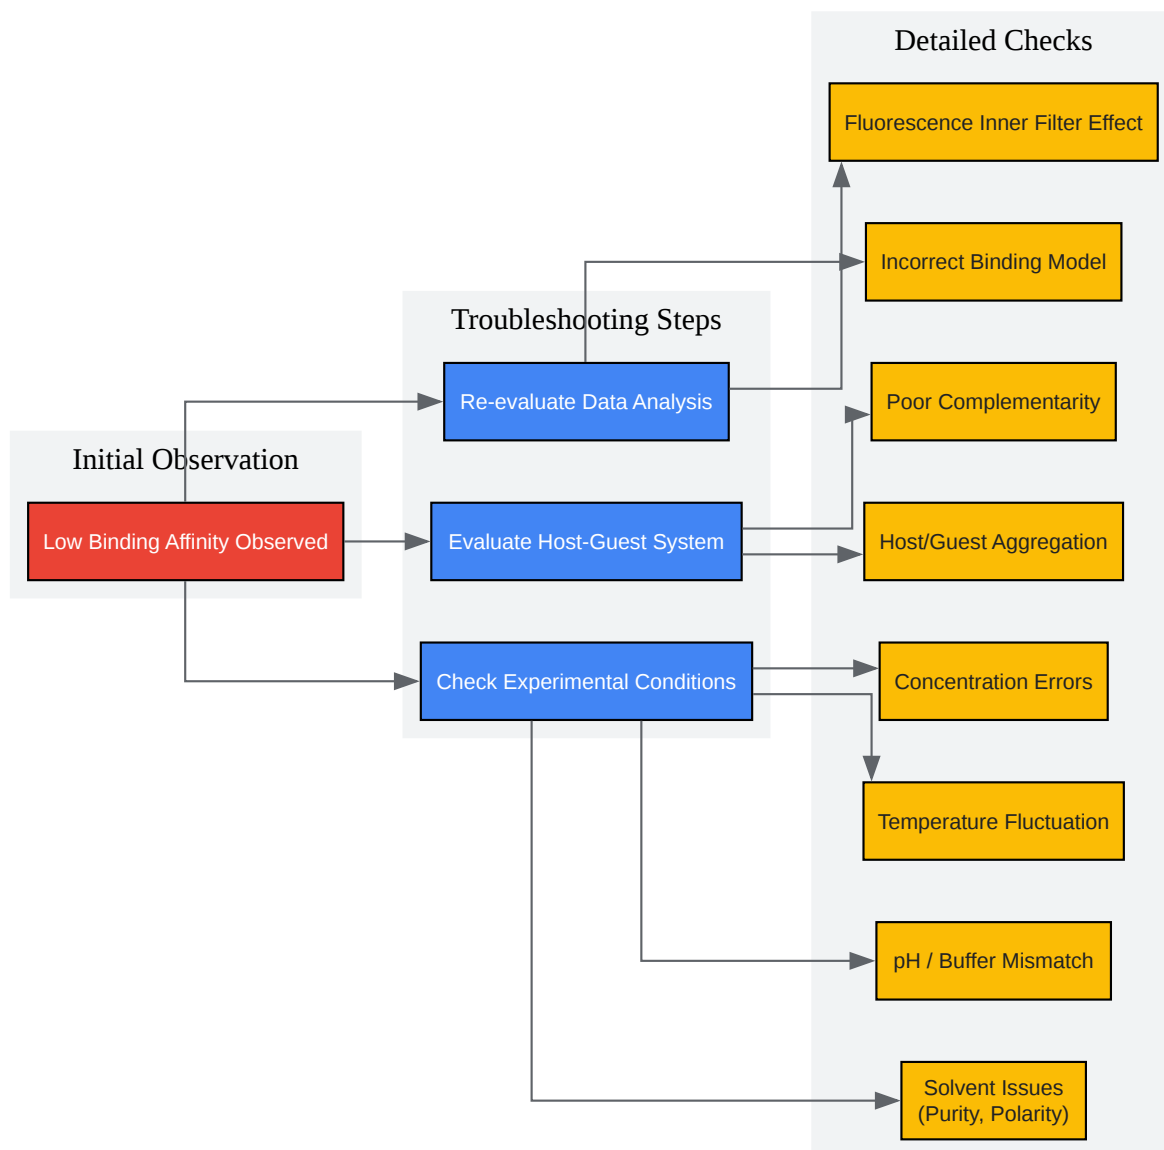 Detailed Checks
Fluorescence Inner Filter Effect
Incorrect Binding Model
Troubleshooting Steps
Re-evaluate Data Analysis
Poor Complementarity
Initial Observation
Low Binding Affinity Observed
Evaluate Host-Guest System
Host/Guest Aggregation
Check Experimental Conditions
Concentration Errors
Temperature Fluctuation
pH / Buffer Mismatch
Solvent Issues
(Purity, Polarity)